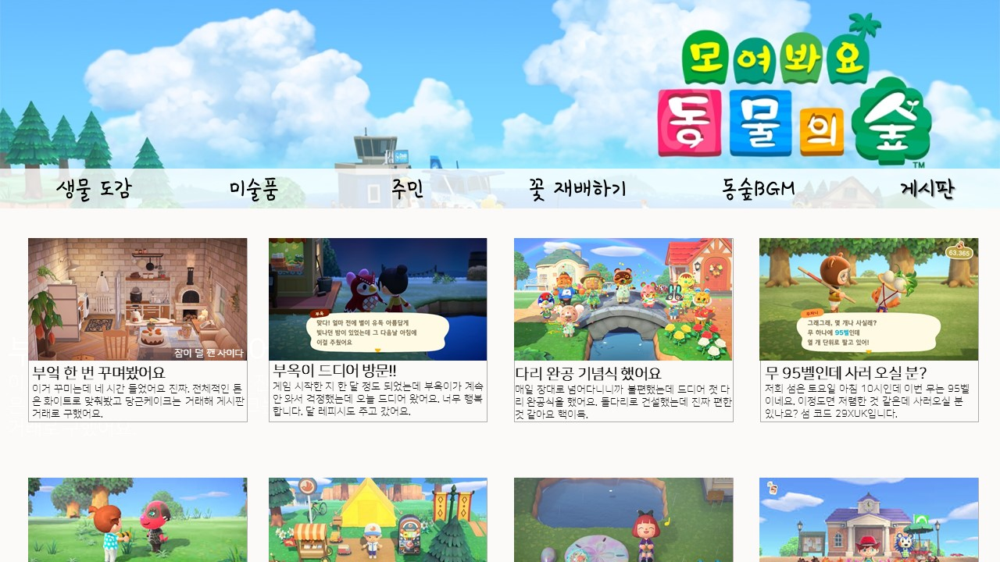 모여봐요
동물의 숲
TM
생물 도감 미술품 주민 꽃 재배하기 동숲BGM 게시판
잠이 덜 깬 사이다
부엌 한 번 꾸며봤어요
이거 꾸미는데 네 시간 들었어요 진짜. 전체적인 톤
은 화이트로 맞춰봤고 당근케이크는 거래해 게시판
거래로 구했어요.
부옥
맞다! 얼마 전에 별이 유독 아름답게
빛나던 밤이 있었는데 그 다음날 아침에
이걸 주웠어요
부옥이 드디어 방문!!
게임 시작한 지 한 달 정도 되었는데 부옥이가 계속
안 와서 걱정했는데 오늘 드디어 왔어요. 너무 행복
합니다. 달 레시피도 주고 갔어요.
다리 완공 기념식 했어요
매일 장대로 넘어다니니까 불편했는데 드디어 첫 다
리 완공식을 했어요. 돌다리로 건설했는데 진짜 편한
것 같아요 핵이득.
63,365
무파니
그래그래, 몇 개나 사실래?
무 하나에 95벨인데
열 개 단위로 팔고 있어!
무 95벨인데 사러 오실 분?
저희 섬은 토요일 아침 10시인데 이번 무는 95벨
이네요. 이정도면 저렴한 것 같은데 사러오실 분
있나요? 섬 코드 29XUK입니다.